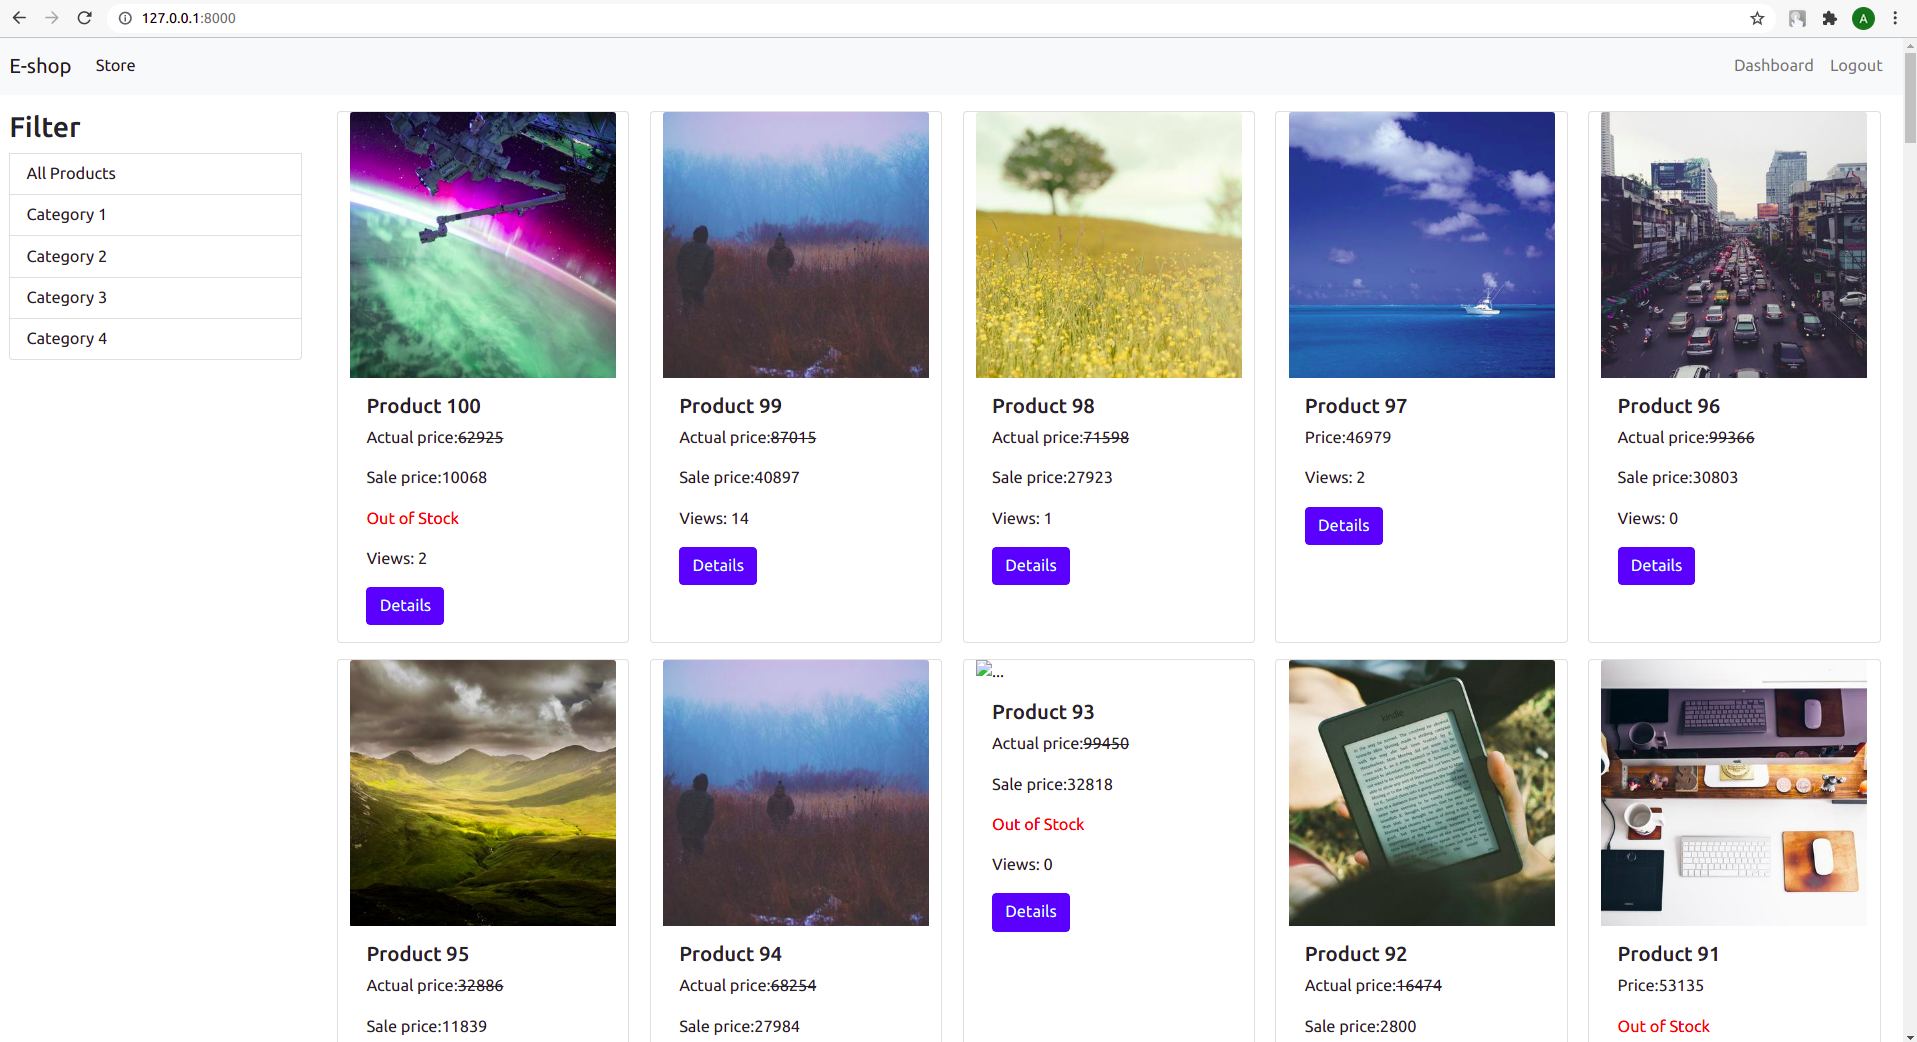 127.0.0.1:8000
A
E-shop Store Dashboard Logout
Filter
All Products
Category 1
Category 2
Category 3
Category 4
Product 100
Actual price:62925
Sale price:10068
Out of Stock
Views: 2
Details
Product 99
Actual price:87015
Sale price:40897
Views: 14
Details
Product 98
Actual price:71598
Sale price:27923
Views: 1
Details
Product 97
Price:46979
Views: 2
Details
Product 96
Actual price:99366
Sale price:30803
Views: 0
Details
Product 95
Actual price:32886
Sale price:11839
Product 94
Actual price:68254
Sale price:27984
...
Product 93
Actual price:99450
Sale price:32818
Out of Stock
Views: 0
Details
kindle
Product 92
Actual price:16474
Sale price:2800
Product 91
Price:53135
Out of Stock